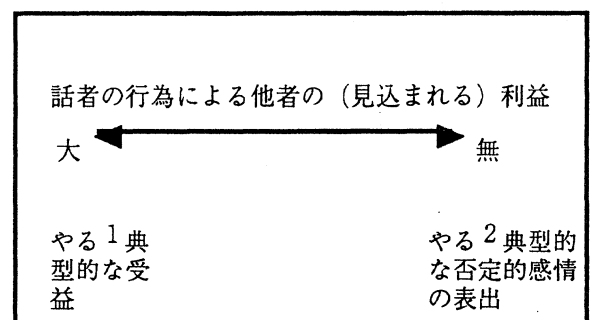 話者の行為による他者の（見込まれる）利益
大
無
やる1典
型的な受
益
やる2典型的
な否定的感情
の表出